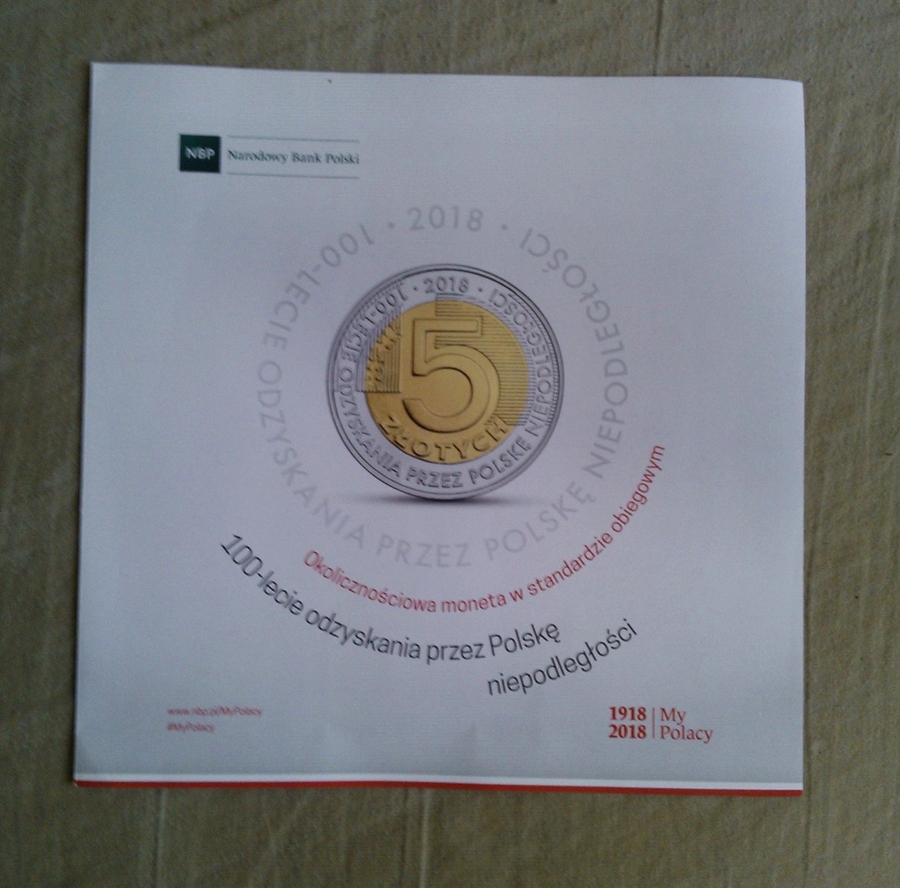 NBP Narodowy Bank Polski
100-LECIE ODZYSKANIA PRZEZ POLSKĘ NIEPODLEGŁOŚCI · 2018 ·
100-LECIE ODZYSKANIA PRZEZ POLSKĘ NIEPODLEGŁOŚCI · 2018 ·
5
ZŁOTYCH
Okolicznościowa moneta w standardzie obiegowym
100-lecie odzyskania przez Polskę
niepodległości
www.nbp.pl/MyPolacy
#MyPolacy
1918 | My
2018 | Polacy